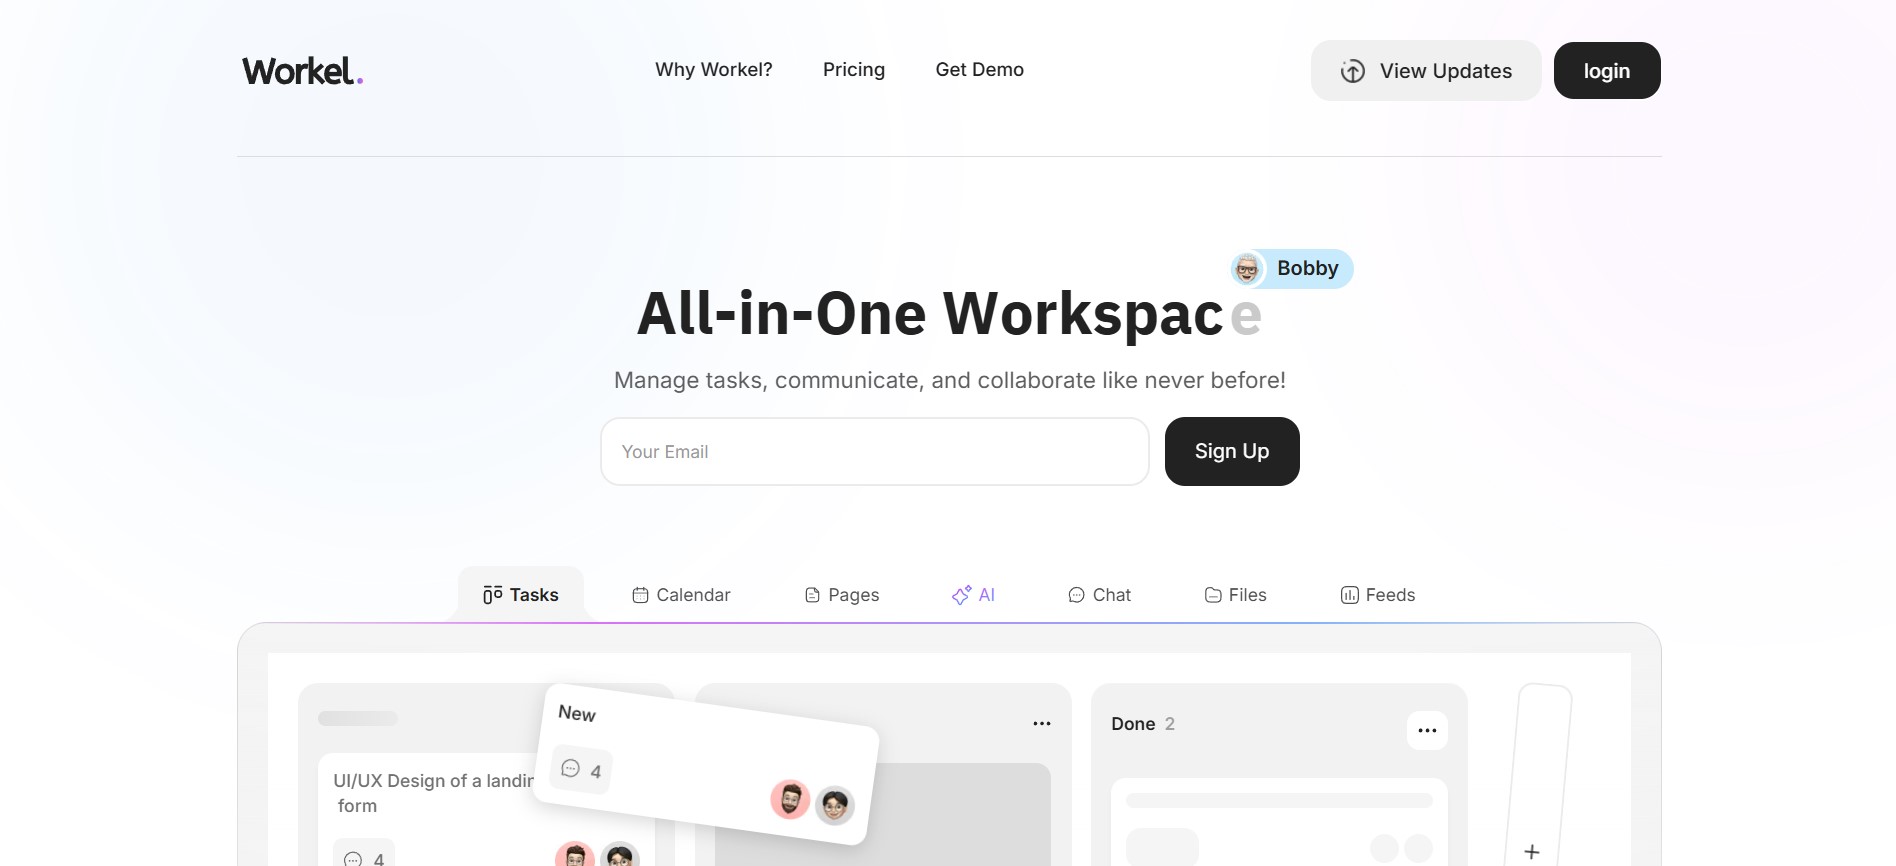 Workel.
Why Workel?
Pricing
Get Demo
View Updates
login
Bobby
All-in-One Workspace
Manage tasks, communicate, and collaborate like never before!
Your Email
Sign Up
Tasks
Calendar
Pages
AI
Chat
Files
Feeds
New
4
UI/UX Design of a landin
form
4
Done 2